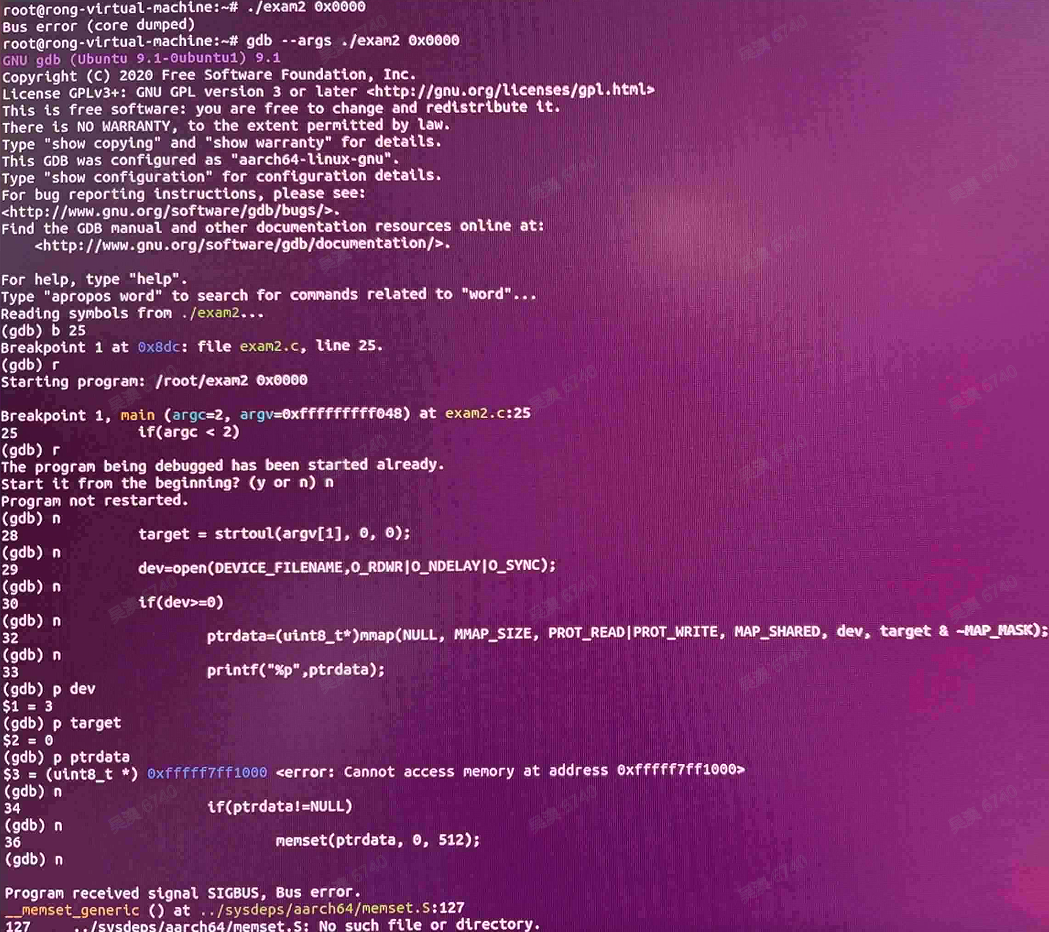 root@rong-virtual-machine:~# ./exam2 0x0000
Bus error (core dumped)
root@rong-virtual-machine:~# gdb --args ./exam2 0x0000
GNU gdb (Ubuntu 9.1-0ubuntu1) 9.1
Copyright (C) 2020 Free Software Foundation, Inc.
License GPLv3+: GNU GPL version 3 or later <http://gnu.org/licenses/gpl.html>
This is free software: you are free to change and redistribute it.
There is NO WARRANTY, to the extent permitted by law.
Type "show copying" and "show warranty" for details.
This GDB was configured as "aarch64-linux-gnu".
Type "show configuration" for configuration details.
For bug reporting instructions, please see:
<http://www.gnu.org/software/gdb/bugs/>.
Find the GDB manual and other documentation resources online at:
    <http://www.gnu.org/software/gdb/documentation/>.

For help, type "help".
Type "apropos word" to search for commands related to "word"...
Reading symbols from ./exam2...
(gdb) b 25
Breakpoint 1 at 0x8dc: file exam2.c, line 25.
(gdb) r
Starting program: /root/exam2 0x0000

Breakpoint 1, main (argc=2, argv=0xfffffffff048) at exam2.c:25
25              if(argc < 2)
(gdb) r
The program being debugged has been started already.
Start it from the beginning? (y or n) n
Program not restarted.
(gdb) n
28              target = strtoul(argv[1], 0, 0);
(gdb) n
29              dev=open(DEVICE_FILENAME,O_RDWR|O_NDELAY|O_SYNC);
(gdb) n
30              if(dev>=0)
(gdb) n
32                      ptrdata=(uint8_t*)mmap(NULL, MMAP_SIZE, PROT_READ|PROT_WRITE, MAP_SHARED, dev, target & ~MAP_MASK);
(gdb) n
33                      printf("%p",ptrdata);
(gdb) p dev
$1 = 3
(gdb) p target
$2 = 0
(gdb) p ptrdata
$3 = (uint8_t *) 0xfffff7ff1000 <error: Cannot access memory at address 0xfffff7ff1000>
(gdb) n
34                      if(ptrdata!=NULL)
(gdb) n
36                              memset(ptrdata, 0, 512);
(gdb) n

Program received signal SIGBUS, Bus error.
__memset_generic () at ../sysdeps/aarch64/memset.S:127
127     ../sysdeps/aarch64/memset.S: No such file or directory.